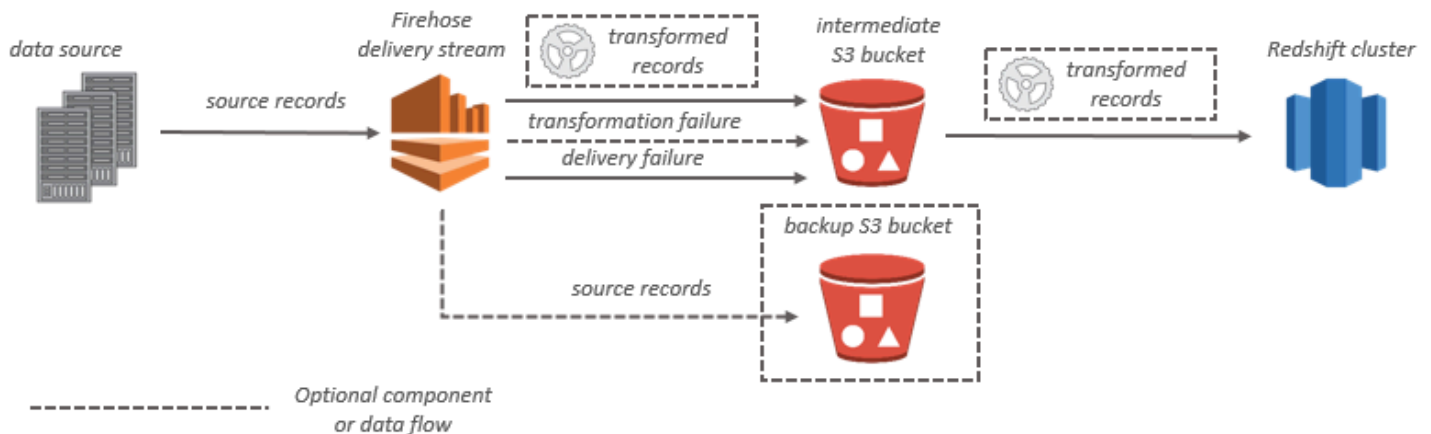 data source
source records
Firehose
delivery stream
transformed
records
transformation failure
delivery failure
intermediate
S3 bucket
transformed
records
Redshift cluster
source records
backup S3 bucket
Optional component
or data flow